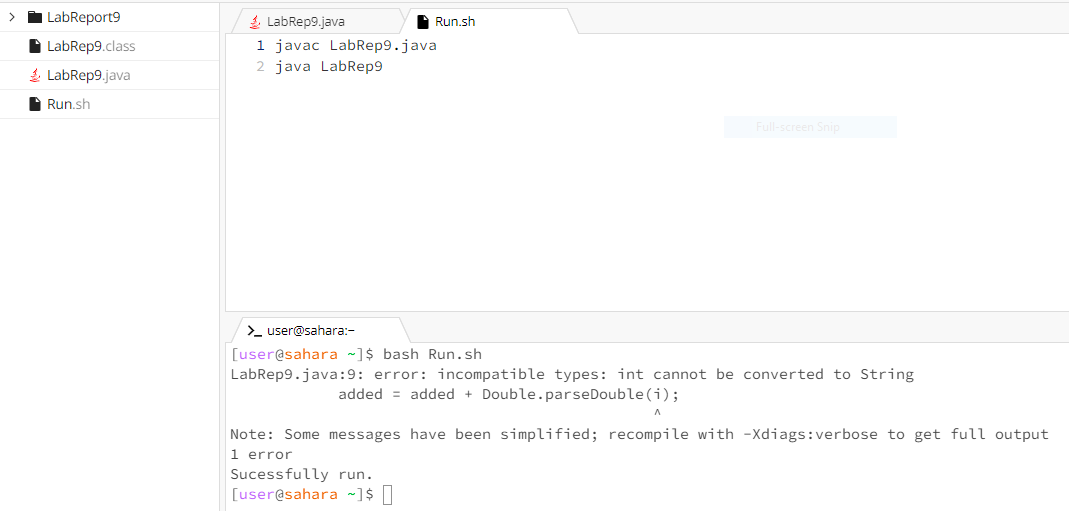 LabReport9
LabRep9.class
LabRep9.java
Run.sh
LabRep9.java
Run.sh
1 javac LabRep9.java
2 java LabRep9
Full-screen Snip
>_ user@sahara:~
[user@sahara ~]$ bash Run.sh
LabRep9.java:9: error: incompatible types: int cannot be converted to String
added = added + Double.parseDouble(i);
^
Note: Some messages have been simplified; recompile with -Xdiags:verbose to get full output
1 error
Sucessfully run.
[user@sahara ~]$